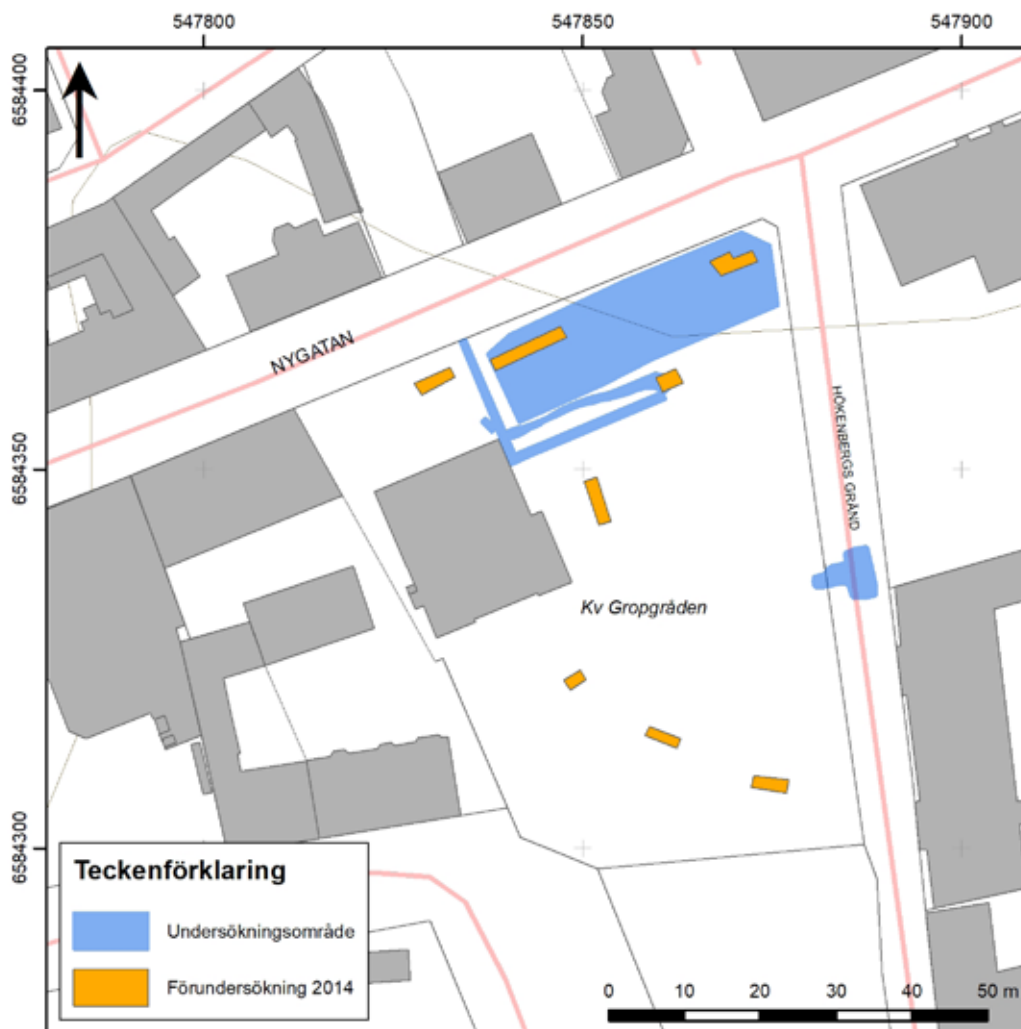 547800 547850 547900
6584400
NYGATAN
HÖKENBERGS GRÄND
6584350
Kv Gropgråden
6584300
Teckenförklaring
Undersökningsområde
Förundersökning 2014
0 10 20 30 40 50 m